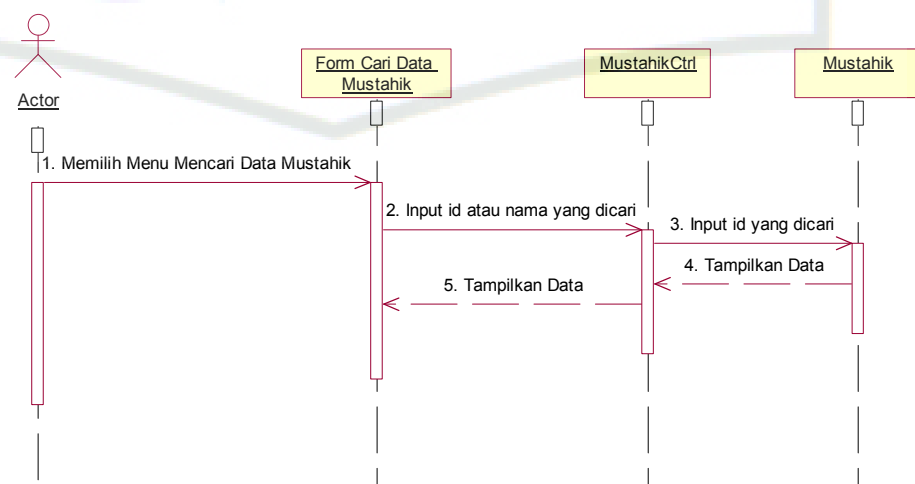 Actor
Form Cari Data
Mustahik
MustahikCtrl
Mustahik
1. Memilih Menu Mencari Data Mustahik
2. Input id atau nama yang dicari
3. Input id yang dicari
4. Tampilkan Data
5. Tampilkan Data